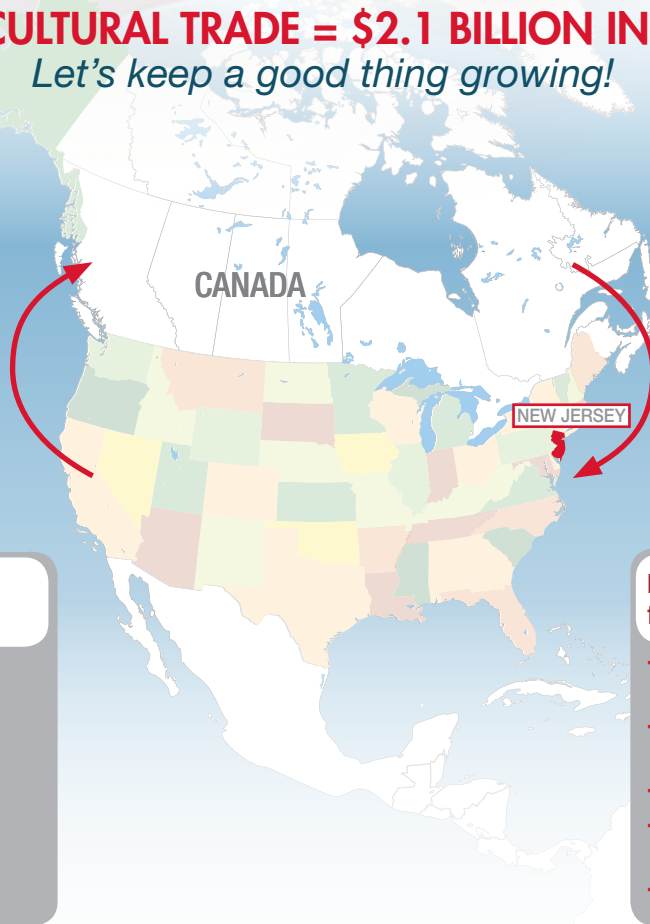 CULTURAL TRADE = $2.1 BILLION IN
Let's keep a good thing growing!
CANADA
NEW JERSEY